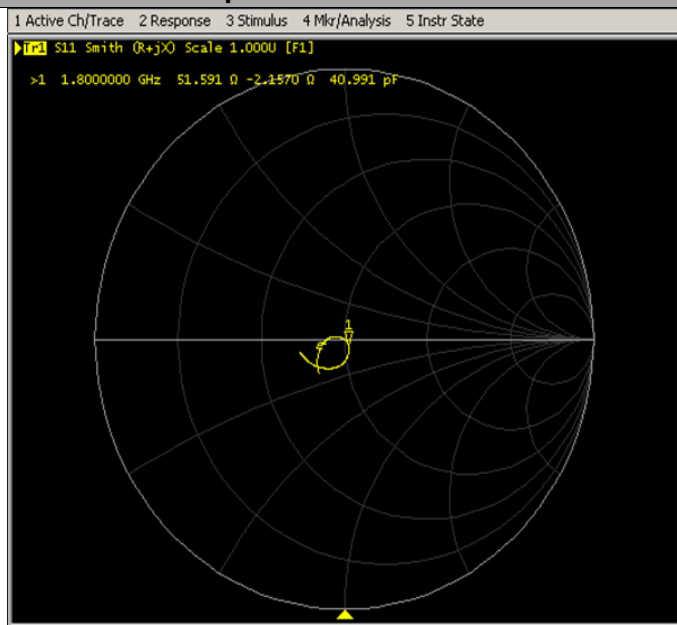 1 Active Ch/Trace 2 Response 3 Stimulus 4 Mkr/Analysis 5 Instr State
Tr1 S11 Smith (R+jX) Scale 1.000U [F1]
>1 1.8000000 GHz 51.591 Ω -2.1570 Ω 40.991 pF
1